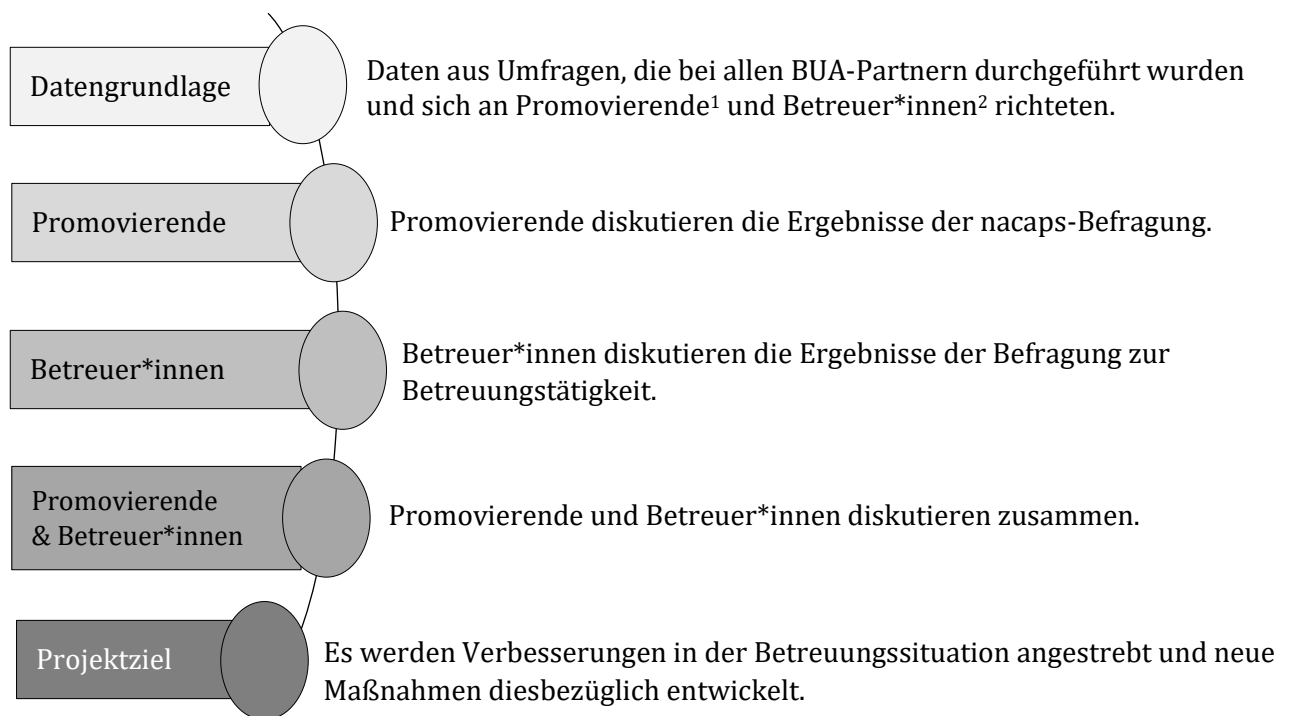 Datengrundlage
Daten aus Umfragen, die bei allen BUA-Partnern durchgeführt wurden
und sich an Promovierende¹ und Betreuer*innen² richteten.
Promovierende
Promovierende diskutieren die Ergebnisse der nacaps-Befragung.
Betreuer*innen
Betreuer*innen diskutieren die Ergebnisse der Befragung zur
Betreuungstätigkeit.
Promovierende
& Betreuer*innen
Promovierende und Betreuer*innen diskutieren zusammen.
Projektziel
Es werden Verbesserungen in der Betreuungssituation angestrebt und neue
Maßnahmen diesbezüglich entwickelt.